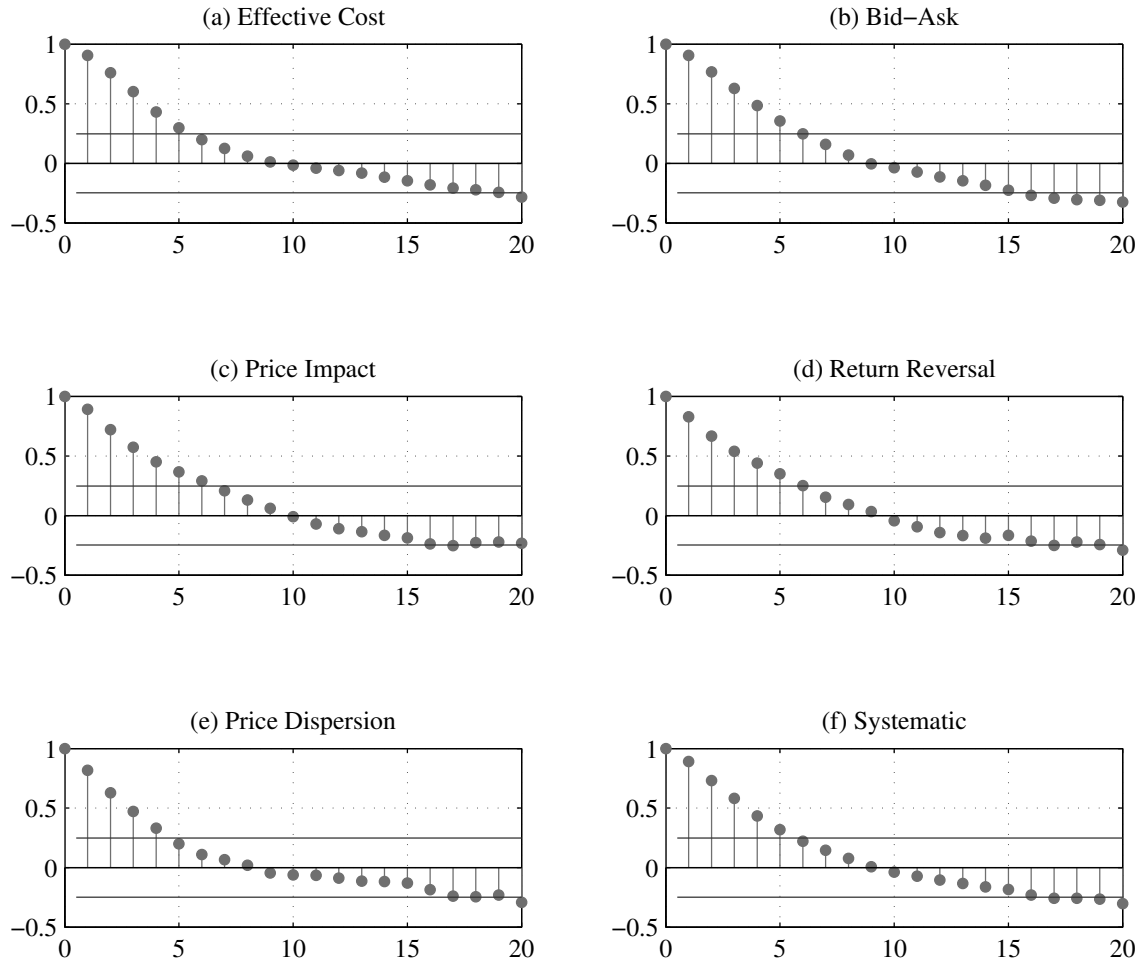 (a) Effective Cost
1
0.5
0
−0.5
0 5 10 15 20
(b) Bid−Ask
1
0.5
0
−0.5
0 5 10 15 20
(c) Price Impact
1
0.5
0
−0.5
0 5 10 15 20
(d) Return Reversal
1
0.5
0
−0.5
0 5 10 15 20
(e) Price Dispersion
1
0.5
0
−0.5
0 5 10 15 20
(f) Systematic
1
0.5
0
−0.5
0 5 10 15 20